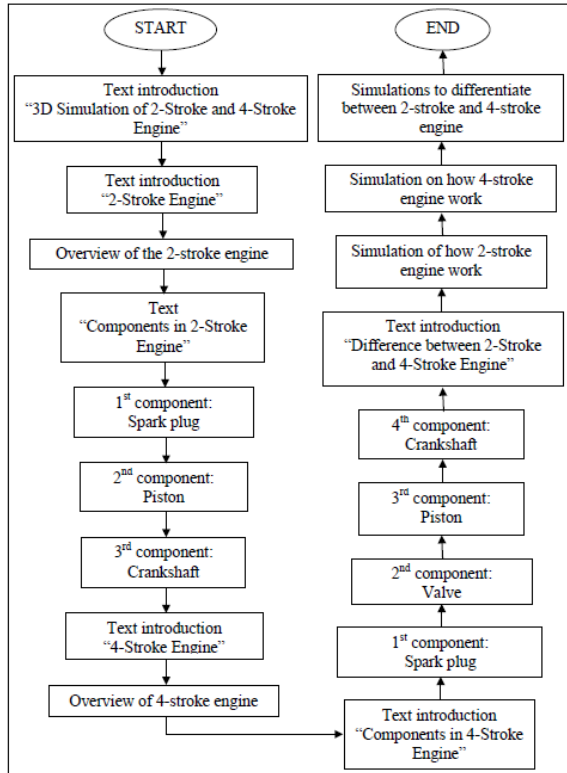 START
Text introduction
“3D Simulation of 2-Stroke and 4-Stroke
Engine”
Text introduction
“2-Stroke Engine”
Overview of the 2-stroke engine
Text
“Components in 2-Stroke
Engine”
1st component:
Spark plug
2nd component:
Piston
3rd component:
Crankshaft
Text introduction
“4-Stroke Engine”
Overview of 4-stroke engine
Text introduction
“Components in 4-Stroke
Engine”
1st component:
Spark plug
2nd component:
Valve
3rd component:
Piston
4th component:
Crankshaft
Text introduction
“Difference between 2-Stroke
and 4-Stroke Engine”
Simulation of how 2-stroke
engine work
Simulation on how 4-stroke
engine work
Simulations to differentiate
between 2-stroke and 4-stroke
engine
END